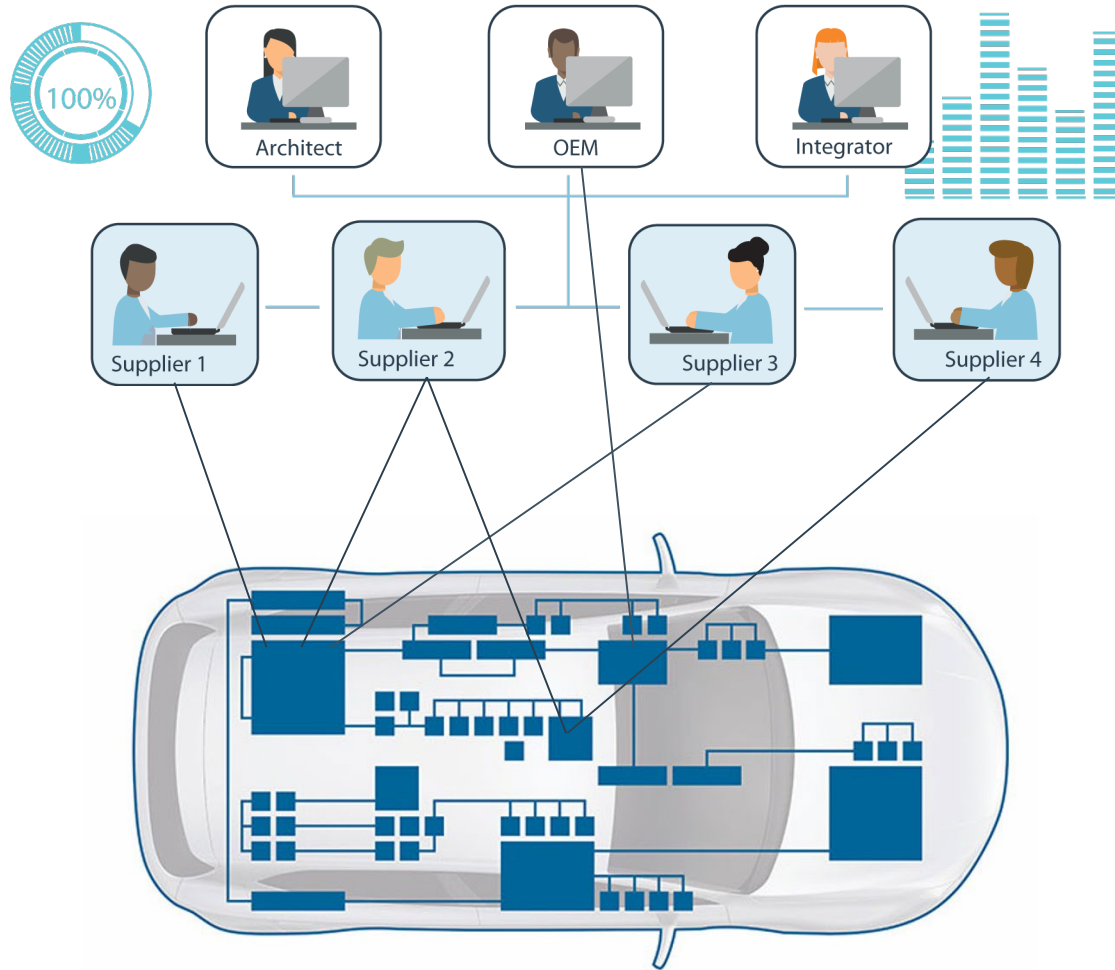 100%
Architect
OEM
Integrator
Supplier 1
Supplier 2
Supplier 3
Supplier 4